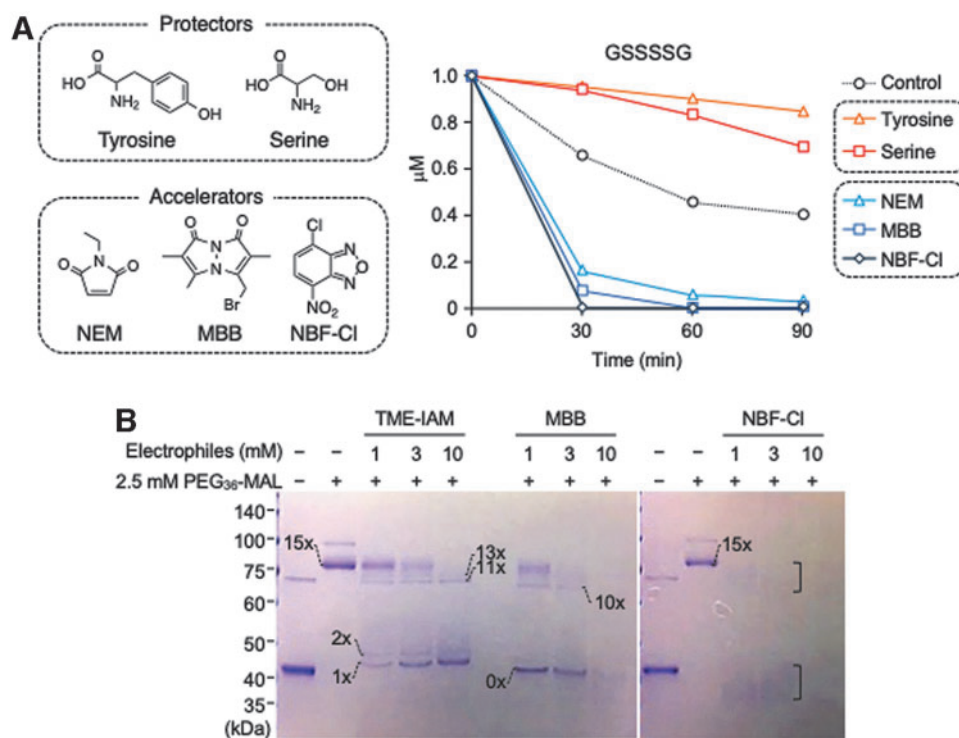 A
Protectors
O
HO
NH₂
OH
Tyrosine
O
HO
OH
NH₂
Serine
Accelerators
O
N
O
NEM
O
O
N-N
Br
MBB
Cl
N
O
N
NO₂
NBF-Cl
GSSSSG
μM
1.0
0.8
0.6
0.4
0.2
0
0
30
60
90
Time (min)
Control
Tyrosine
Serine
NEM
MBB
NBF-Cl
B
TME-IAM
MBB
NBF-Cl
Electrophiles (mM) – – 1 3 10 1 3 10 – – 1 3 10
2.5 mM PEG₃₆-MAL – + + + + + + + – + + + +
140
100
75
60
50
40
35
(kDa)
15x
13x
11x
2x
1x
10x
0x
15x